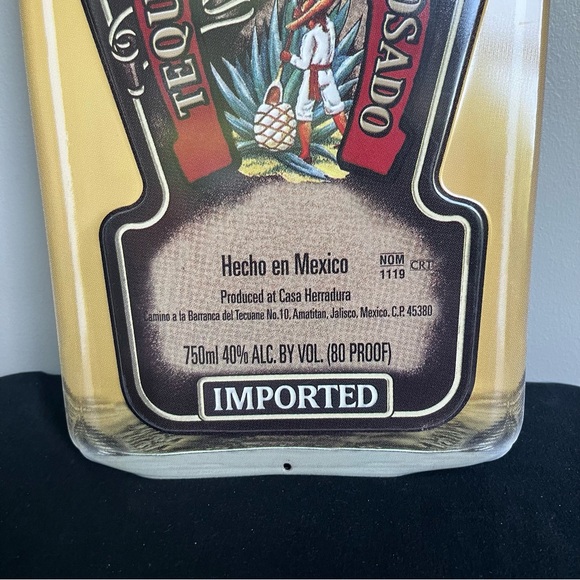 TEQU
OSADO
Hecho en Mexico
NOM
1119
CRT
Produced at Casa Herradura
Camino a la Barranca del Tecuane No.10, Amatitan, Jalisco, Mexico. C.P. 45380
750ml 40% ALC. BY VOL. (80 PROOF)
IMPORTED